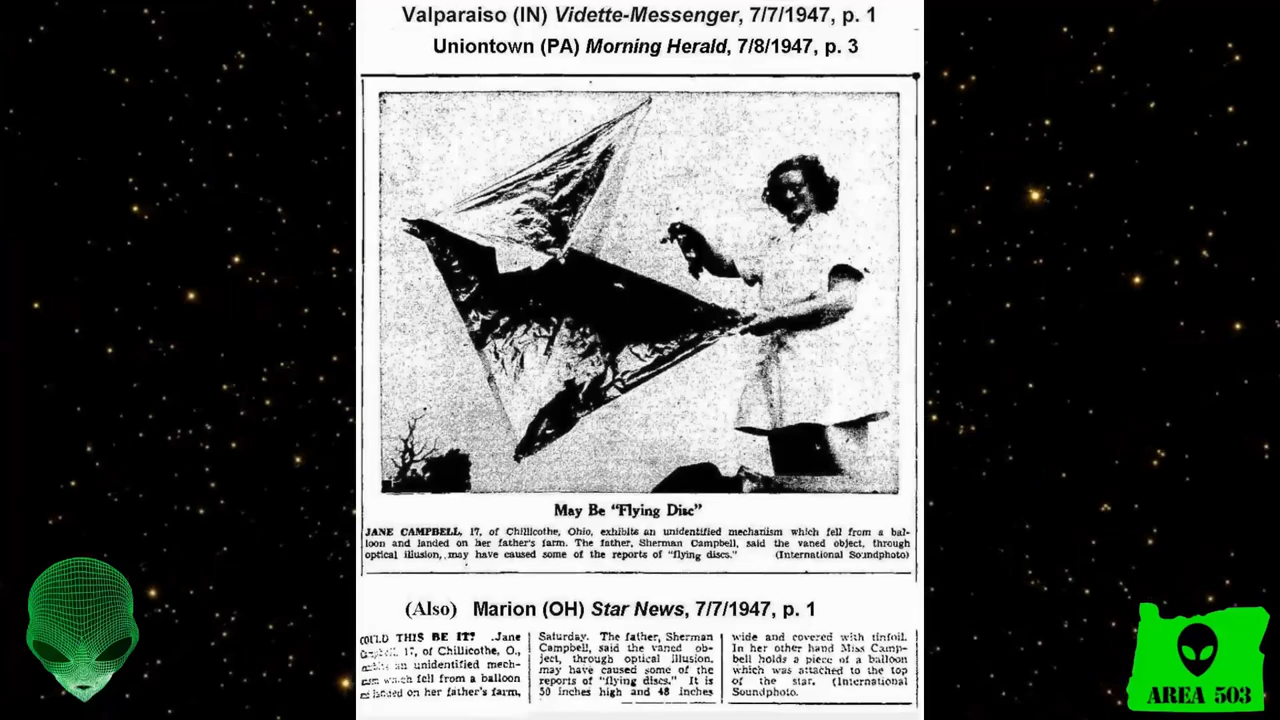 Valparaiso (IN) Vidette-Messenger, 7/7/1947, p. 1
Uniontown (PA) Morning Herald, 7/8/1947, p. 3
May Be "Flying Disc"
JANE CAMPBELL, 17, of Chillicothe, Ohio, exhibits an unidentified mechanism which fell from a bal-
loon and landed on her father's farm. The father, Sherman Campbell, said the vaned object, through
optical illusion, may have caused some of the reports of "flying discs." (International Soundphoto)
(Also) Marion (OH) Star News, 7/7/1947, p. 1
COULD THIS BE IT? Jane
17, of Chillicothe, O.,
an unidentified mech-
which fell from a balloon
landed on her father's farm,
Saturday. The father, Sherman
Campbell, said the vaned ob-
ject, through optical illusion,
may have caused some of the
reports of "flying discs." It is
50 inches high and 48 inches
wide and covered with tinfoil.
In her other hand Miss Camp-
bell holds a piece of a balloon
which was attached to the top
of the star. (International
Soundphoto.
AREA 503